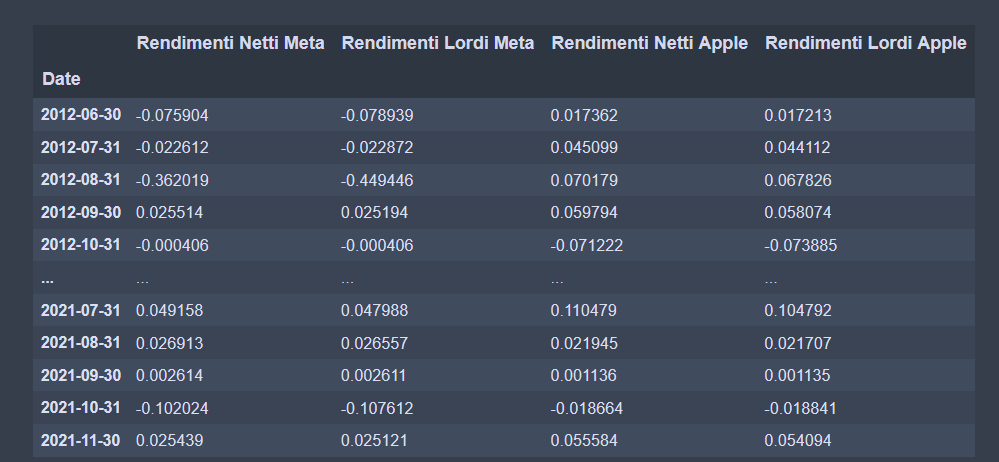 Rendimenti Netti Meta Rendimenti Lordi Meta Rendimenti Netti Apple Rendimenti Lordi Apple
Date
2012-06-30 -0.075904 -0.078939 0.017362 0.017213
2012-07-31 -0.022612 -0.022872 0.045099 0.044112
2012-08-31 -0.362019 -0.449446 0.070179 0.067826
2012-09-30 0.025514 0.025194 0.059794 0.058074
2012-10-31 -0.000406 -0.000406 -0.071222 -0.073885
... ... ... ... ...
2021-07-31 0.049158 0.047988 0.110479 0.104792
2021-08-31 0.026913 0.026557 0.021945 0.021707
2021-09-30 0.002614 0.002611 0.001136 0.001135
2021-10-31 -0.102024 -0.107612 -0.018664 -0.018841
2021-11-30 0.025439 0.025121 0.055584 0.054094